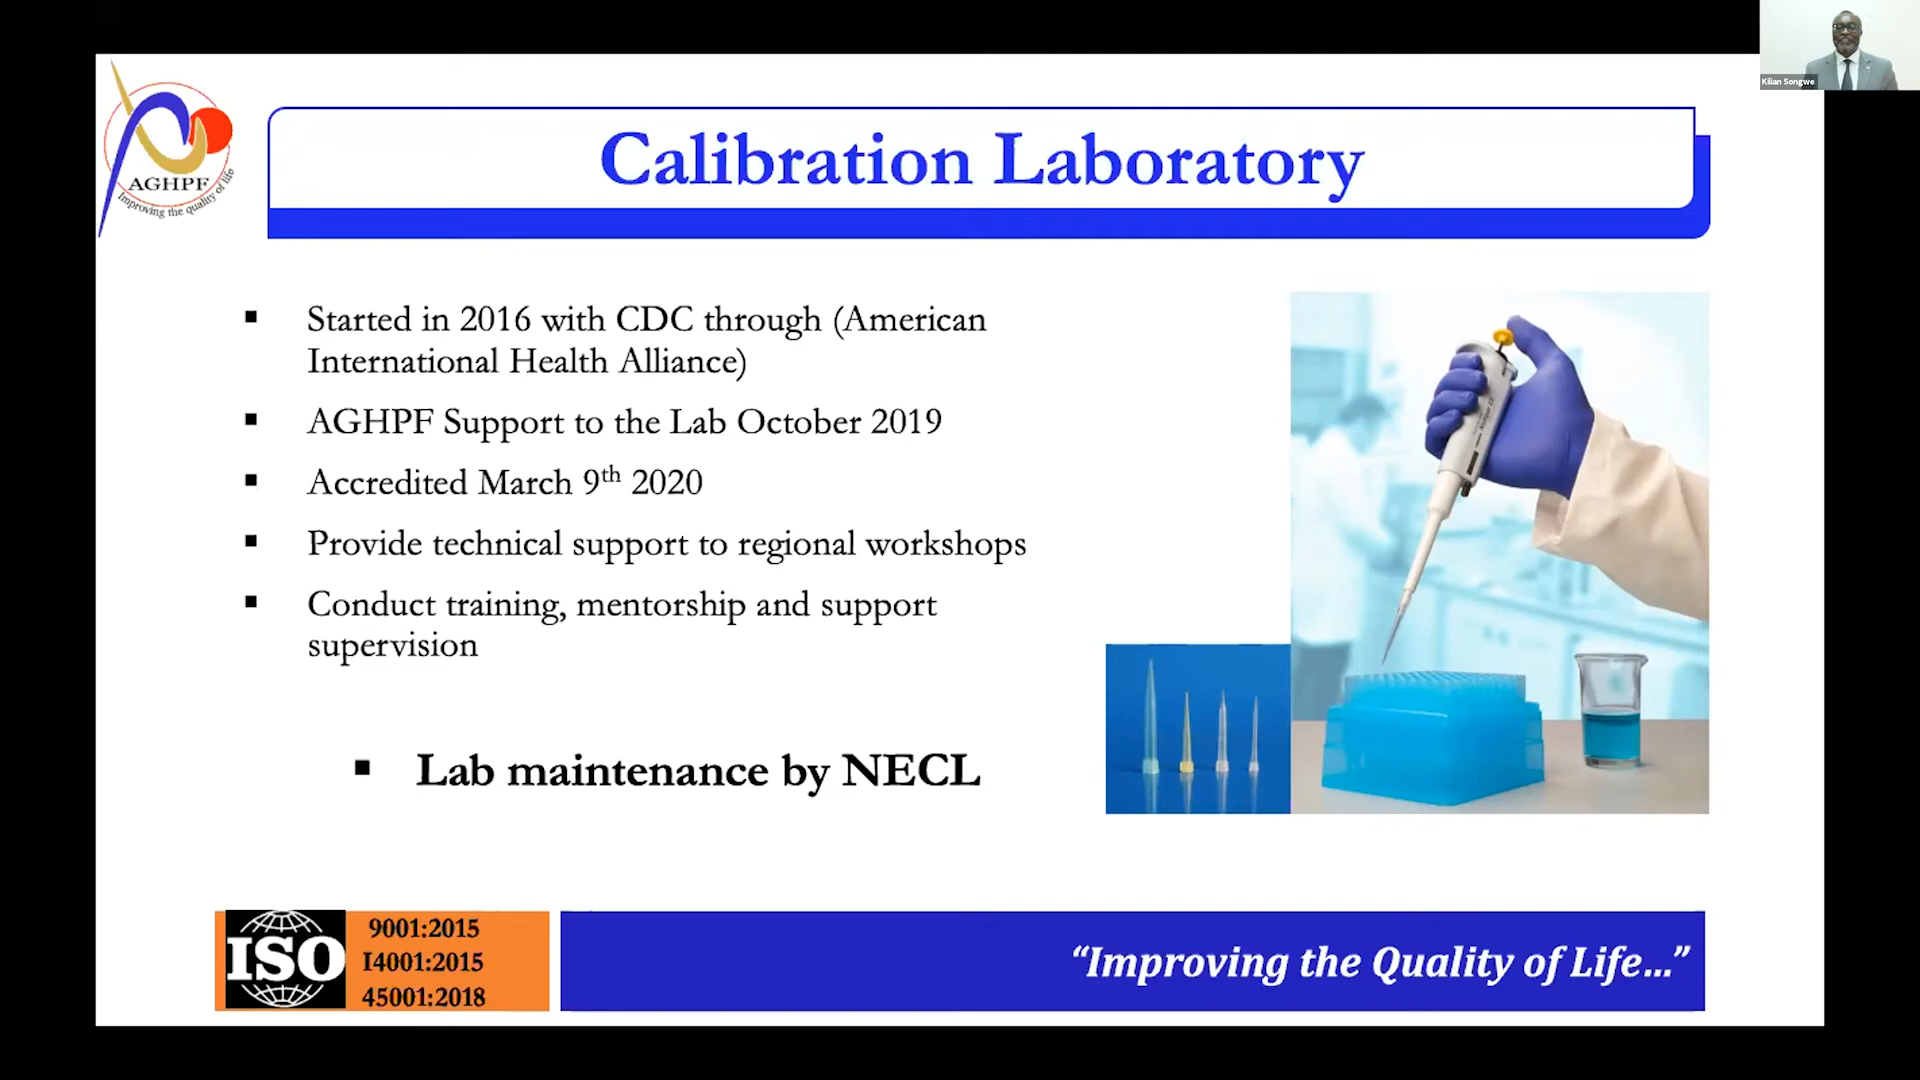 Kilian Songwe
AGHPF
Improving the quality of life
Calibration Laboratory
▪ Started in 2016 with CDC through (American
International Health Alliance)
▪ AGHPF Support to the Lab October 2019
▪ Accredited March 9th 2020
▪ Provide technical support to regional workshops
▪ Conduct training, mentorship and support
supervision
▪ Lab maintenance by NECL
ISO
9001:2015
14001:2015
45001:2018
“Improving the Quality of Life...”